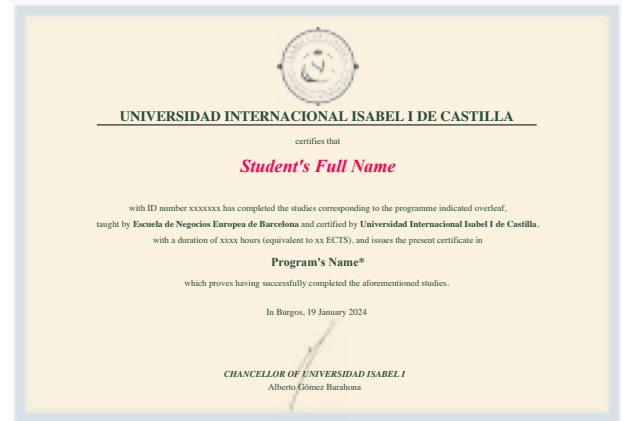 UNIVERSIDAD INTERNACIONAL ISABEL I DE CASTILLA
certifies that
Student's Full Name
with ID number xxxxxxx has completed the studies corresponding to the programme indicated overleaf,
taught by Escuela de Negocios Europea de Barcelona and certified by Universidad Internacional Isabel I de Castilla,
with a duration of xxxx hours (equivalent to xx ECTS), and issues the present certificate in
Program's Name*
which proves having successfully completed the aforementioned studies.
In Burgos, 19 January 2024
CHANCELLOR OF UNIVERSIDAD ISABEL I
Alberto Gómez Barahona